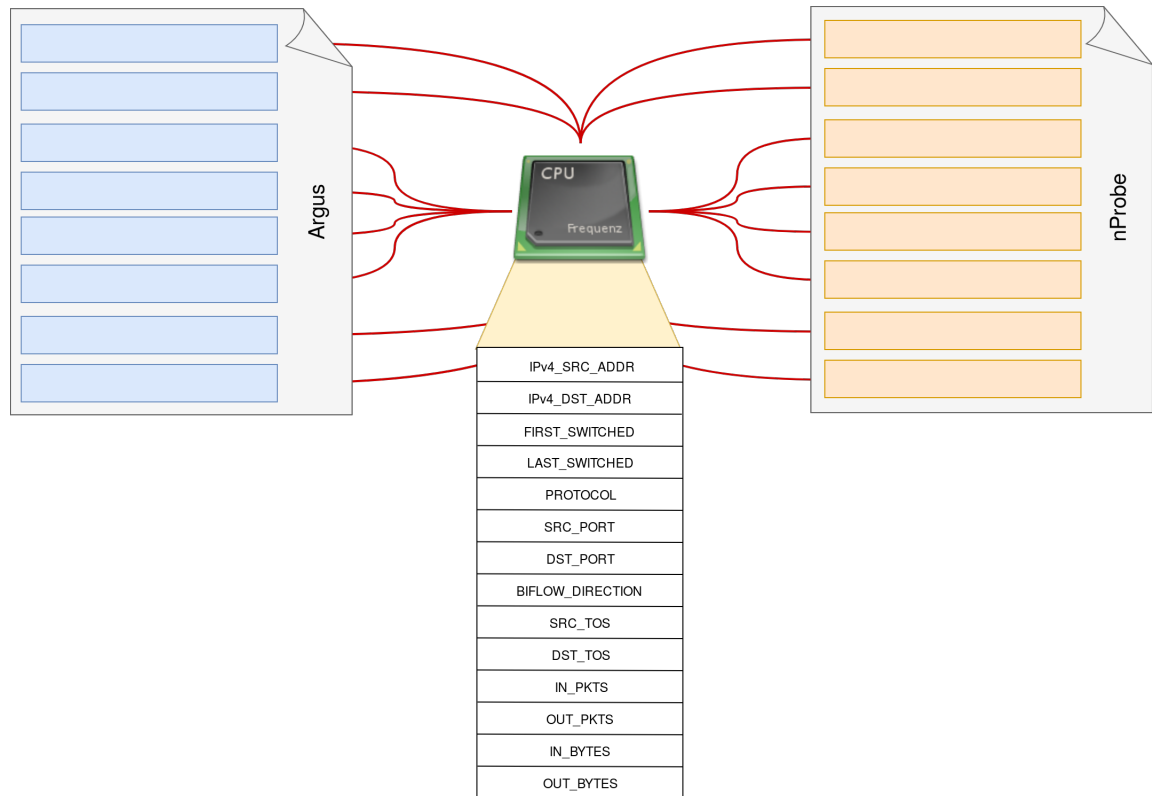 Argus
CPU
Frequenz
nProbe
IPv4_SRC_ADDR
IPv4_DST_ADDR
FIRST_SWITCHED
LAST_SWITCHED
PROTOCOL
SRC_PORT
DST_PORT
BIFLOW_DIRECTION
SRC_TOS
DST_TOS
IN_PKTS
OUT_PKTS
IN_BYTES
OUT_BYTES